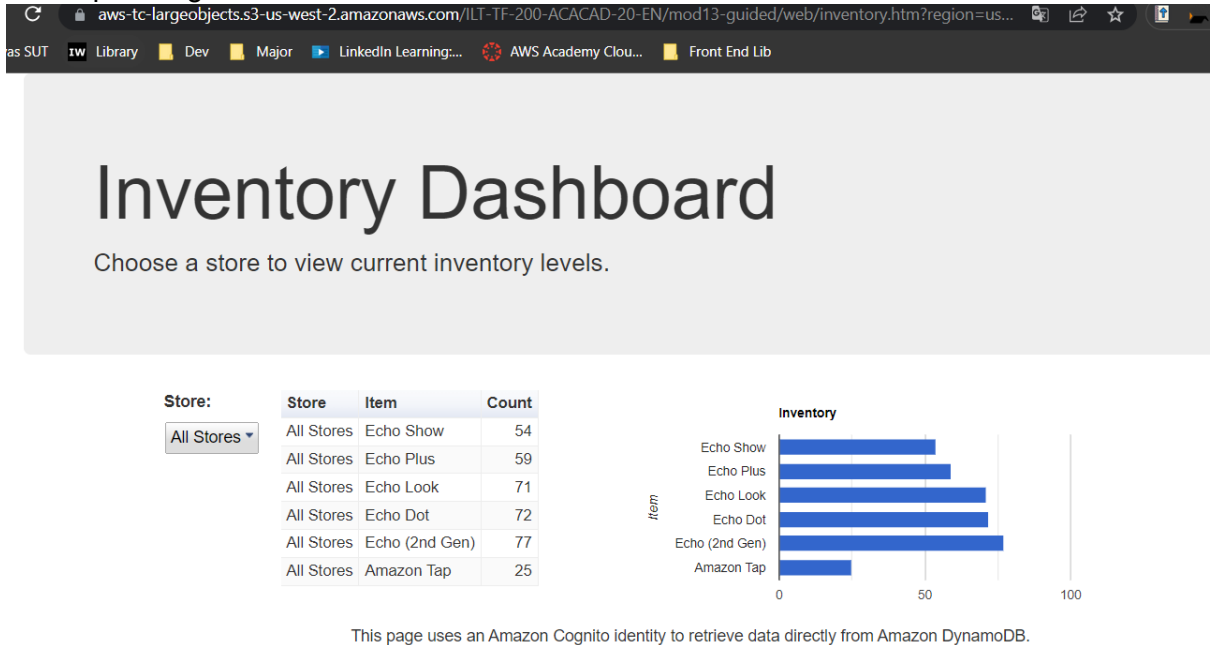 aws-tc-largeobjects.s3-us-west-2.amazonaws.com/ILT-TF-200-ACACAD-20-EN/mod13-guided/web/inventory.htm?region=us...
as SUT IW Library Dev Major LinkedIn Learning:... AWS Academy Clou... Front End Lib
Inventory Dashboard
Choose a store to view current inventory levels.
Store:
All Stores
Store Item Count
All Stores Echo Show 54
All Stores Echo Plus 59
All Stores Echo Look 71
All Stores Echo Dot 72
All Stores Echo (2nd Gen) 77
All Stores Amazon Tap 25
Inventory
Item
Echo Show
Echo Plus
Echo Look
Echo Dot
Echo (2nd Gen)
Amazon Tap
0 50 100
This page uses an Amazon Cognito identity to retrieve data directly from Amazon DynamoDB.